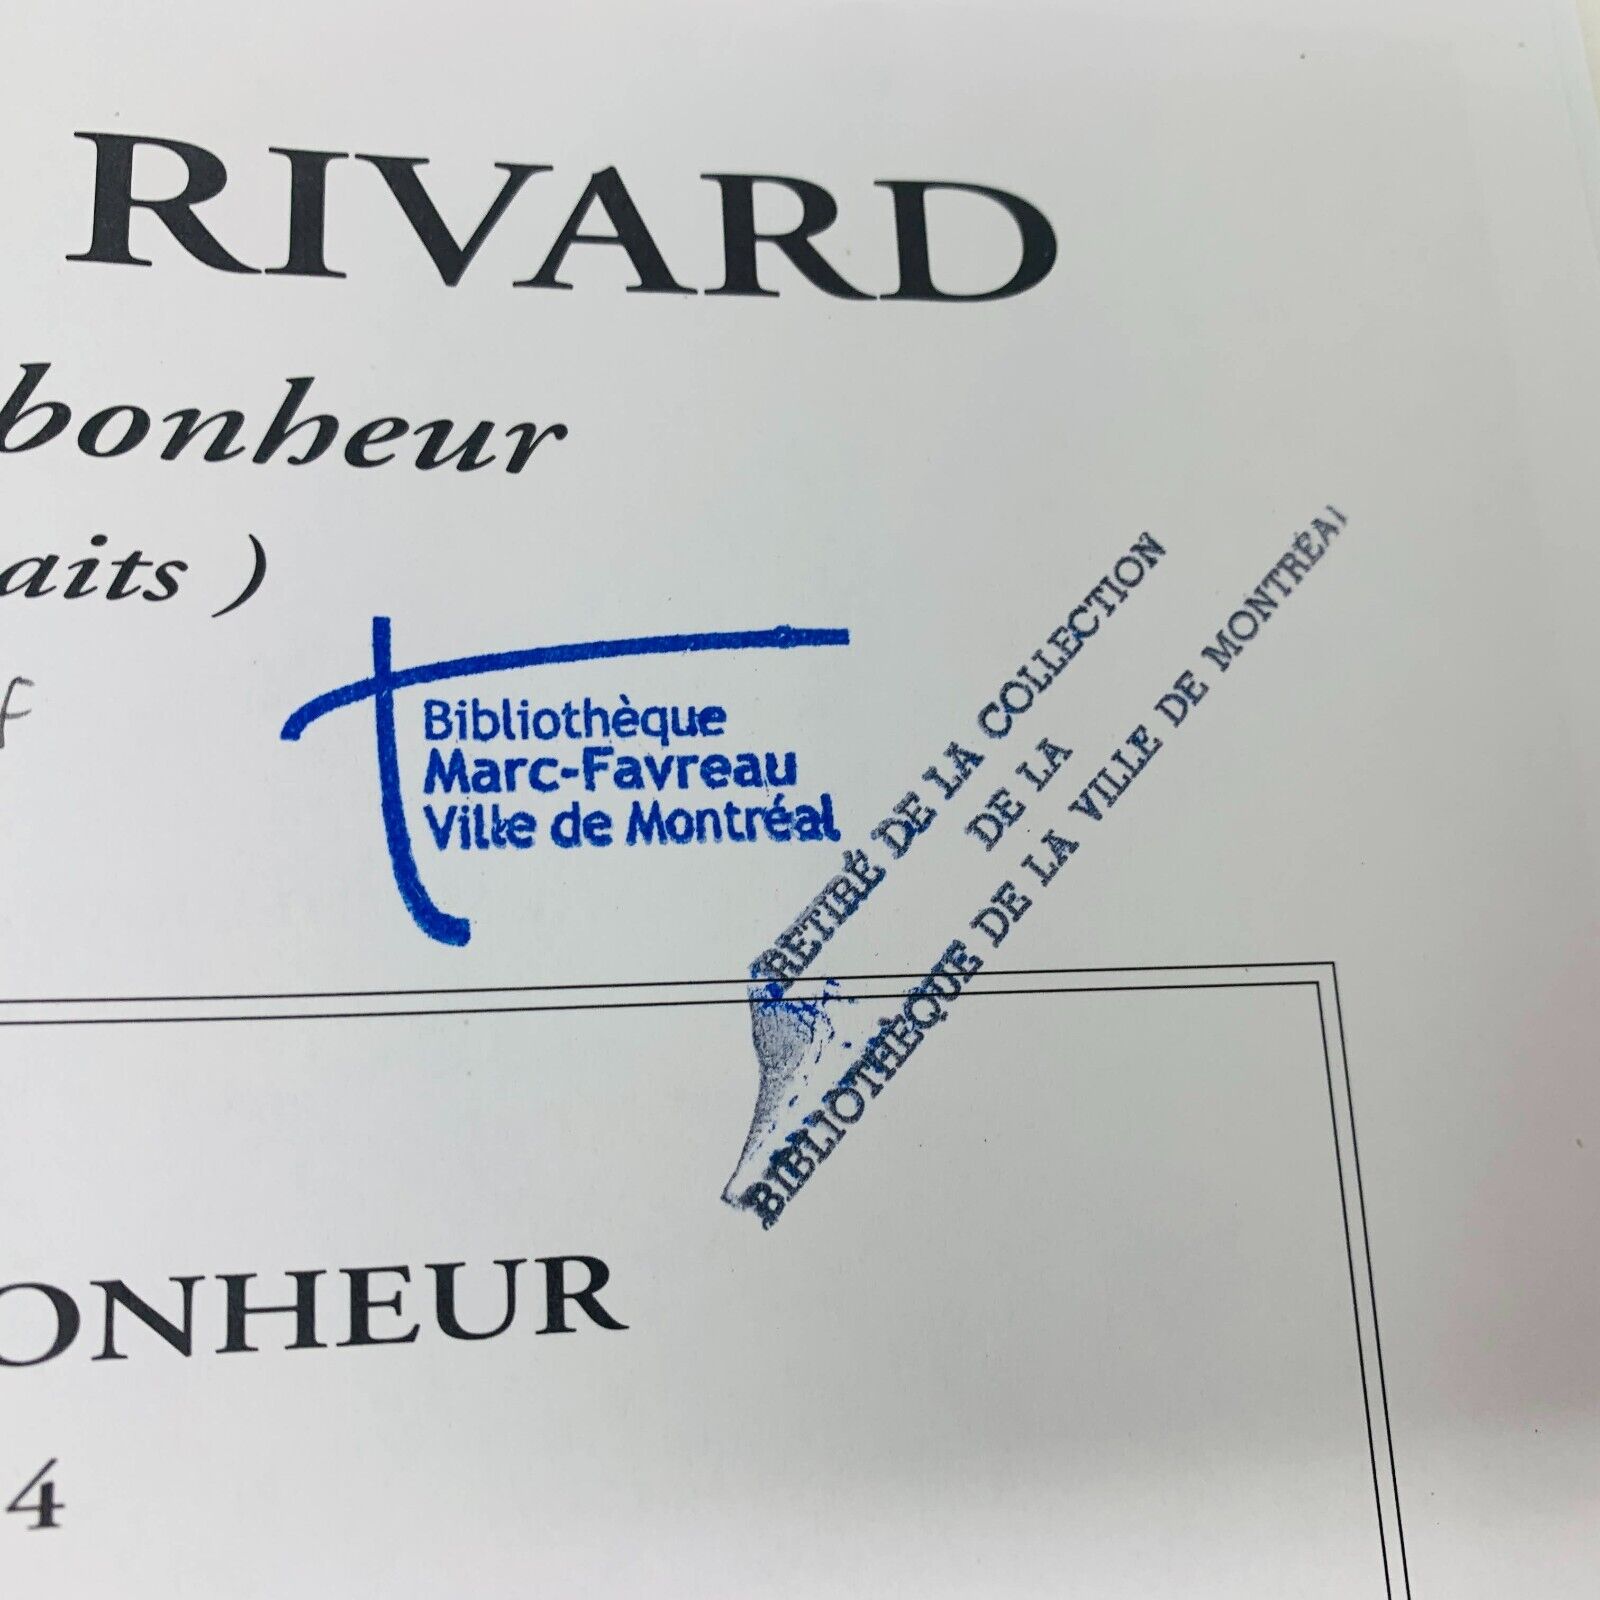 RIVARD
bonheur
aits )
f
Bibliothèque
Marc-Favreau
Ville de Montréal
RETIRÉ DE LA COLLECTION
DE LA
BIBLIOTHÈQUE DE LA VILLE DE MONTRÉAL
ONHEUR
4